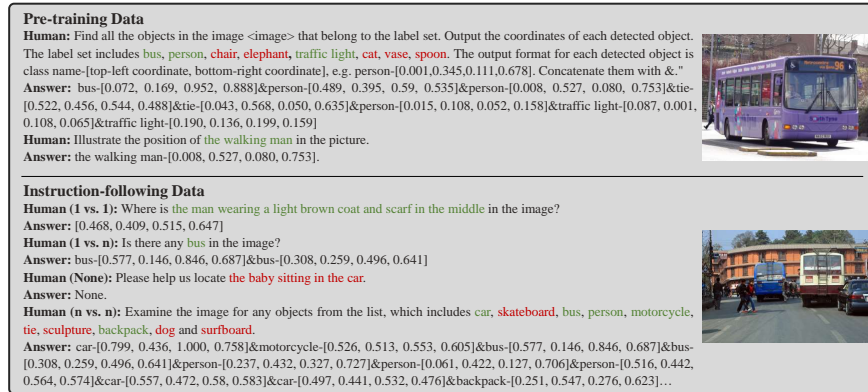 Pre-training Data
Human: Find all the objects in the image <image> that belong to the label set. Output the coordinates of each detected object.
The label set includes bus, person, chair, elephant, traffic light, cat, vase, spoon. The output format for each detected object is
class name-[top-left coordinate, bottom-right coordinate], e.g. person-[0.001,0.345,0.111,0.678]. Concatenate them with &."
Answer: bus-[0.072, 0.169, 0.952, 0.888]&person-[0.489, 0.395, 0.59, 0.535]&person-[0.008, 0.527, 0.080, 0.753]&tie-
[0.522, 0.456, 0.544, 0.488]&tie-[0.043, 0.568, 0.050, 0.635]&person-[0.015, 0.108, 0.052, 0.158]&traffic light-[0.087, 0.001,
0.108, 0.065]&traffic light-[0.190, 0.136, 0.199, 0.159]
Human: Illustrate the position of the walking man in the picture.
Answer: the walking man-[0.008, 0.527, 0.080, 0.753].
96
Instruction-following Data
Human (1 vs. 1): Where is the man wearing a light brown coat and scarf in the middle in the image?
Answer: [0.468, 0.409, 0.515, 0.647]
Human (1 vs. n): Is there any bus in the image?
Answer: bus-[0.577, 0.146, 0.846, 0.687]&bus-[0.308, 0.259, 0.496, 0.641]
Human (None): Please help us locate the baby sitting in the car.
Answer: None.
Human (n vs. n): Examine the image for any objects from the list, which includes car, skateboard, bus, person, motorcycle,
tie, sculpture, backpack, dog and surfboard.
Answer: car-[0.799, 0.436, 1.000, 0.758]&motorcycle-[0.526, 0.513, 0.553, 0.605]&bus-[0.577, 0.146, 0.846, 0.687]&bus-
[0.308, 0.259, 0.496, 0.641]&person-[0.237, 0.432, 0.327, 0.727]&person-[0.061, 0.422, 0.127, 0.706]&person-[0.516, 0.442,
0.564, 0.574]&car-[0.557, 0.472, 0.58, 0.583]&car-[0.497, 0.441, 0.532, 0.476]&backpack-[0.251, 0.547, 0.276, 0.623]…